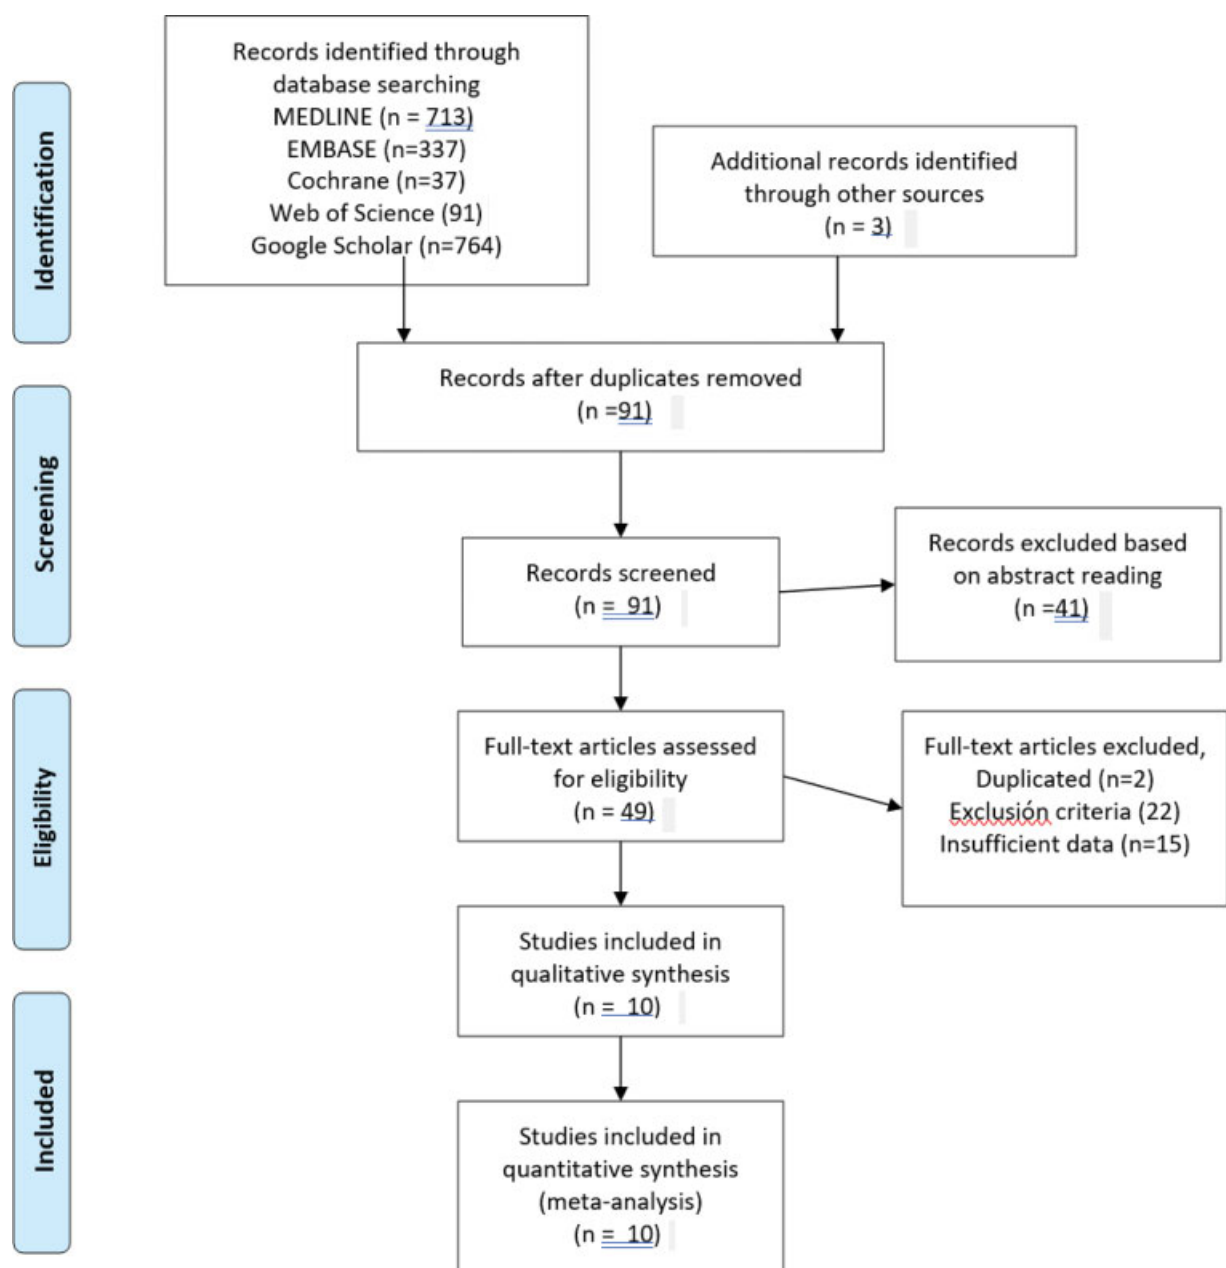 Identification
Records identified through
database searching
MEDLINE (n = 713)
EMBASE (n=337)
Cochrane (n=37)
Web of Science (91)
Google Scholar (n=764)
Additional records identified
through other sources
(n = 3)
Records after duplicates removed
(n =91)
Screening
Records screened
(n = 91)
Records excluded based
on abstract reading
(n =41)
Eligibility
Full-text articles assessed
for eligibility
(n = 49)
Full-text articles excluded,
Duplicated (n=2)
Exclusión criteria (22)
Insufficient data (n=15)
Studies included in
qualitative synthesis
(n = 10)
Included
Studies included in
quantitative synthesis
(meta-analysis)
(n = 10)